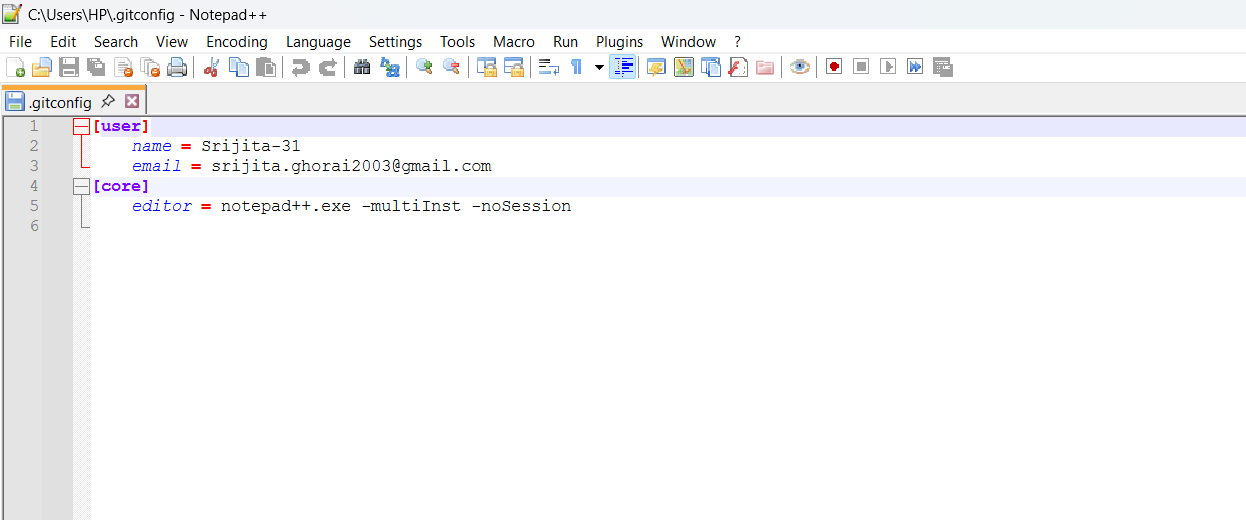 C:\Users\HP\.gitconfig - Notepad++
File Edit Search View Encoding Language Settings Tools Macro Run Plugins Window ?
.gitconfig
1 [user]
2 name = Srijita-31
3 email = srijita.ghorai2003@gmail.com
4 [core]
5 editor = notepad++.exe -multiInst -noSession
6